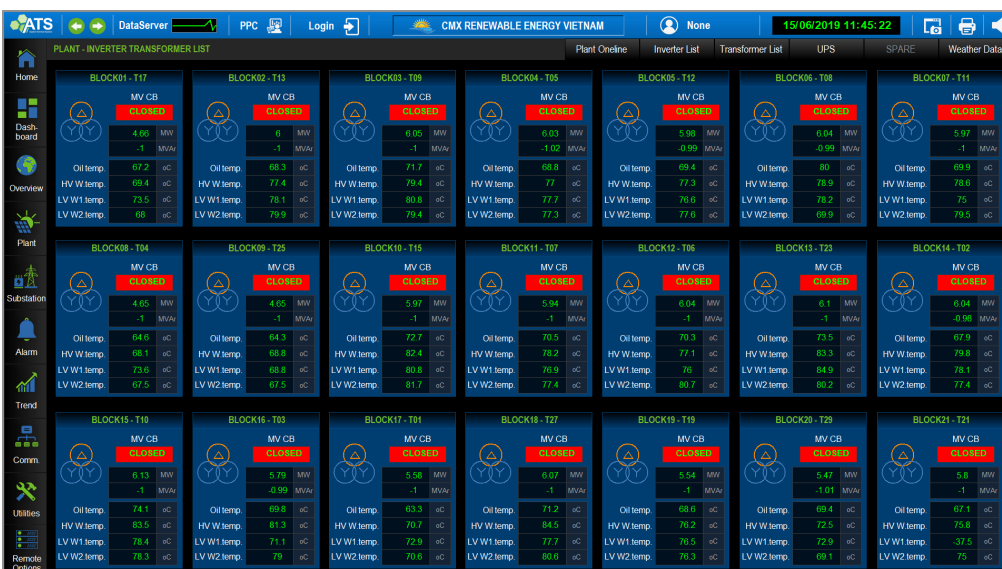 ATS DataServer PPC Login CMX RENEWABLE ENERGY VIETNAM None 15/06/2019 11:45:22
PLANT - INVERTER TRANSFORMER LIST Plant Oneline Inverter List Transformer List UPS SPARE Weather Data
Home
Dash-
board
Overview
Plant
Substation
Alarm
Trend
Comm.
Utilities
Remote
Options
BLOCK01 - T17 BLOCK02 - T13 BLOCK03 - T09 BLOCK04 - T05 BLOCK05 - T12 BLOCK06 - T08 BLOCK07 - T11
MV CB MV CB MV CB MV CB MV CB MV CB MV CB
CLOSED CLOSED CLOSED CLOSED CLOSED CLOSED CLOSED
4.66 MW 6 MW 6.05 MW 6.03 MW 5.98 MW 6.04 MW 5.97 MW
-1 MVAr -1 MVAr -1 MVAr -1.02 MVAr -0.99 MVAr -0.99 MVAr -1 MVAr
Oil temp. 67.2 oC Oil temp. 68.3 oC Oil temp. 71.7 oC Oil temp. 68.8 oC Oil temp. 69.4 oC Oil temp. 80 oC Oil temp. 69.9 oC
HV W.temp. 69.4 oC HV W.temp. 77.4 oC HV W.temp. 79.4 oC HV W.temp. 77 oC HV W.temp. 77.3 oC HV W.temp. 78.9 oC HV W.temp. 78.6 oC
LV W1.temp. 73.5 oC LV W1.temp. 78.1 oC LV W1.temp. 80.8 oC LV W1.temp. 77.7 oC LV W1.temp. 76.6 oC LV W1.temp. 78.2 oC LV W1.temp. 75 oC
LV W2.temp. 68 oC LV W2.temp. 79.9 oC LV W2.temp. 79.4 oC LV W2.temp. 77.3 oC LV W2.temp. 77.6 oC LV W2.temp. 69.9 oC LV W2.temp. 79.5 oC
BLOCK08 - T04 BLOCK09 - T25 BLOCK10 - T15 BLOCK11 - T07 BLOCK12 - T06 BLOCK13 - T23 BLOCK14 - T02
MV CB MV CB MV CB MV CB MV CB MV CB MV CB
CLOSED CLOSED CLOSED CLOSED CLOSED CLOSED CLOSED
4.65 MW 4.65 MW 5.97 MW 5.94 MW 6.04 MW 6.1 MW 6.04 MW
-1 MVAr -1 MVAr -1 MVAr -1 MVAr -1 MVAr -1 MVAr -0.98 MVAr
Oil temp. 64.6 oC Oil temp. 64.3 oC Oil temp. 72.7 oC Oil temp. 70.5 oC Oil temp. 70.3 oC Oil temp. 73.5 oC Oil temp. 67.9 oC
HV W.temp. 68.1 oC HV W.temp. 68.8 oC HV W.temp. 82.4 oC HV W.temp. 78.2 oC HV W.temp. 77.1 oC HV W.temp. 83.3 oC HV W.temp. 79.8 oC
LV W1.temp. 73.6 oC LV W1.temp. 68.8 oC LV W1.temp. 80.8 oC LV W1.temp. 76.9 oC LV W1.temp. 76 oC LV W1.temp. 84.9 oC LV W1.temp. 78.1 oC
LV W2.temp. 67.5 oC LV W2.temp. 67.5 oC LV W2.temp. 81.7 oC LV W2.temp. 77.4 oC LV W2.temp. 80.7 oC LV W2.temp. 80.2 oC LV W2.temp. 77.4 oC
BLOCK15 - T10 BLOCK16 - T03 BLOCK17 - T01 BLOCK18 - T27 BLOCK19 - T19 BLOCK20 - T29 BLOCK21 - T21
MV CB MV CB MV CB MV CB MV CB MV CB MV CB
CLOSED CLOSED CLOSED CLOSED CLOSED CLOSED CLOSED
6.13 MW 5.79 MW 5.58 MW 6.07 MW 5.54 MW 5.47 MW 5.8 MW
-1 MVAr -0.99 MVAr -1 MVAr -1 MVAr -1 MVAr -1.01 MVAr -1 MVAr
Oil temp. 74.1 oC Oil temp. 69.8 oC Oil temp. 63.3 oC Oil temp. 71.2 oC Oil temp. 68.6 oC Oil temp. 69.4 oC Oil temp. 67.1 oC
HV W.temp. 83.5 oC HV W.temp. 81.3 oC HV W.temp. 70.7 oC HV W.temp. 84.5 oC HV W.temp. 76.2 oC HV W.temp. 72.5 oC HV W.temp. 75.8 oC
LV W1.temp. 78.4 oC LV W1.temp. 71.1 oC LV W1.temp. 72.9 oC LV W1.temp. 77.7 oC LV W1.temp. 76.5 oC LV W1.temp. 72.9 oC LV W1.temp. -37.5 oC
LV W2.temp. 78.3 oC LV W2.temp. 79 oC LV W2.temp. 70.6 oC LV W2.temp. 80.6 oC LV W2.temp. 76.3 oC LV W2.temp. 69.1 oC LV W2.temp. 75 oC